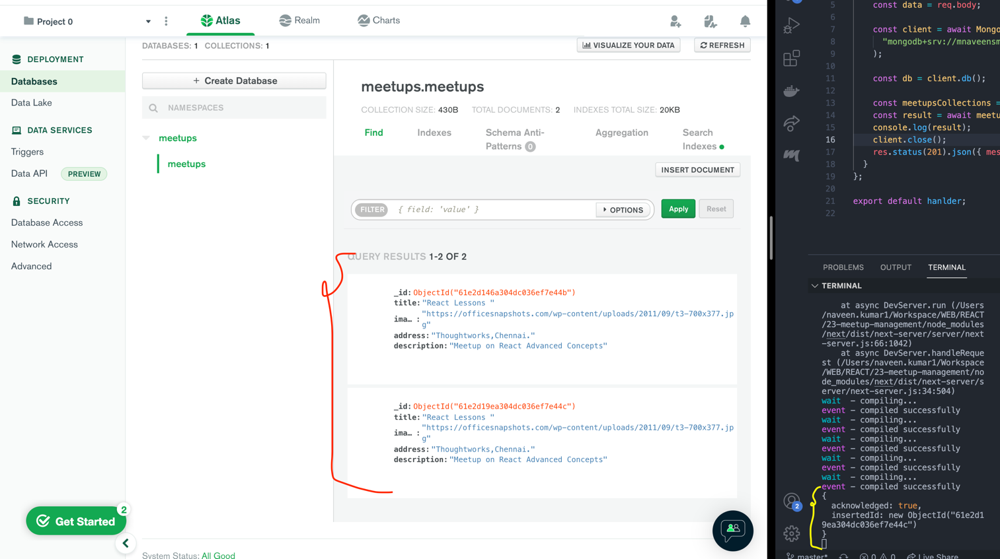 Project 0
Atlas
Realm
Charts
DATABASES: 1 COLLECTIONS: 1
VISUALIZE YOUR DATA
REFRESH
DEPLOYMENT
Databases
Data Lake
DATA SERVICES
Triggers
Data API PREVIEW
SECURITY
Database Access
Network Access
Advanced
Get Started
2
+ Create Database
NAMESPACES
meetups
meetups
meetups.meetups
COLLECTION SIZE: 430B TOTAL DOCUMENTS: 2 INDEXES TOTAL SIZE: 20KB
Find
Indexes
Schema Anti-
Patterns 0
Aggregation
Search
Indexes
INSERT DOCUMENT
FILTER { field: 'value' } OPTIONS Apply Reset
QUERY RESULTS 1-2 OF 2
_id: ObjectId("61e2d146a304dc036ef7e44b")
title: "React Lessons "
ima… : "https://officesnapshots.com/wp-content/uploads/2011/09/t3-700x377.jp
g"
address: "Thoughtworks,Chennai."
description: "Meetup on React Advanced Concepts"
_id: ObjectId("61e2d19ea304dc036ef7e44c")
title: "React Lessons "
ima… : "https://officesnapshots.com/wp-content/uploads/2011/09/t3-700x377.jp
g"
address: "Thoughtworks,Chennai."
description: "Meetup on React Advanced Concepts"
System Status: All Good
5 const data = req.body;
6
7 const client = await Mongo
8 "mongodb+srv://mnaveensm
9 );
10
11 const db = client.db();
12
13 const meetupsCollections =
14 const result = await meetu
15 console.log(result);
16 client.close();
17 res.status(201).json({ mes
18 }
19 };
20
21 export default hanlder;
22
PROBLEMS OUTPUT TERMINAL
TERMINAL
at async DevServer.run (/Users
/naveen.kumar1/Workspace/WEB/REACT
/23-meetup-management/node_modules
/next/dist/next-server/server/next
-server.js:66:1042)
at async DevServer.handleReque
st (/Users/naveen.kumar1/Workspace
/WEB/REACT/23-meetup-management/no
de_modules/next/dist/next-server/s
erver/next-server.js:34:504)
wait - compiling...
event - compiled successfully
wait - compiling...
event - compiled successfully
wait - compiling...
event - compiled successfully
wait - compiling...
event - compiled successfully
wait - compiling...
event - compiled successfully
{
acknowledged: true,
insertedId: new ObjectId("61e2d1
9ea304dc036ef7e44c")
}
2
master* 0 0 Live Share